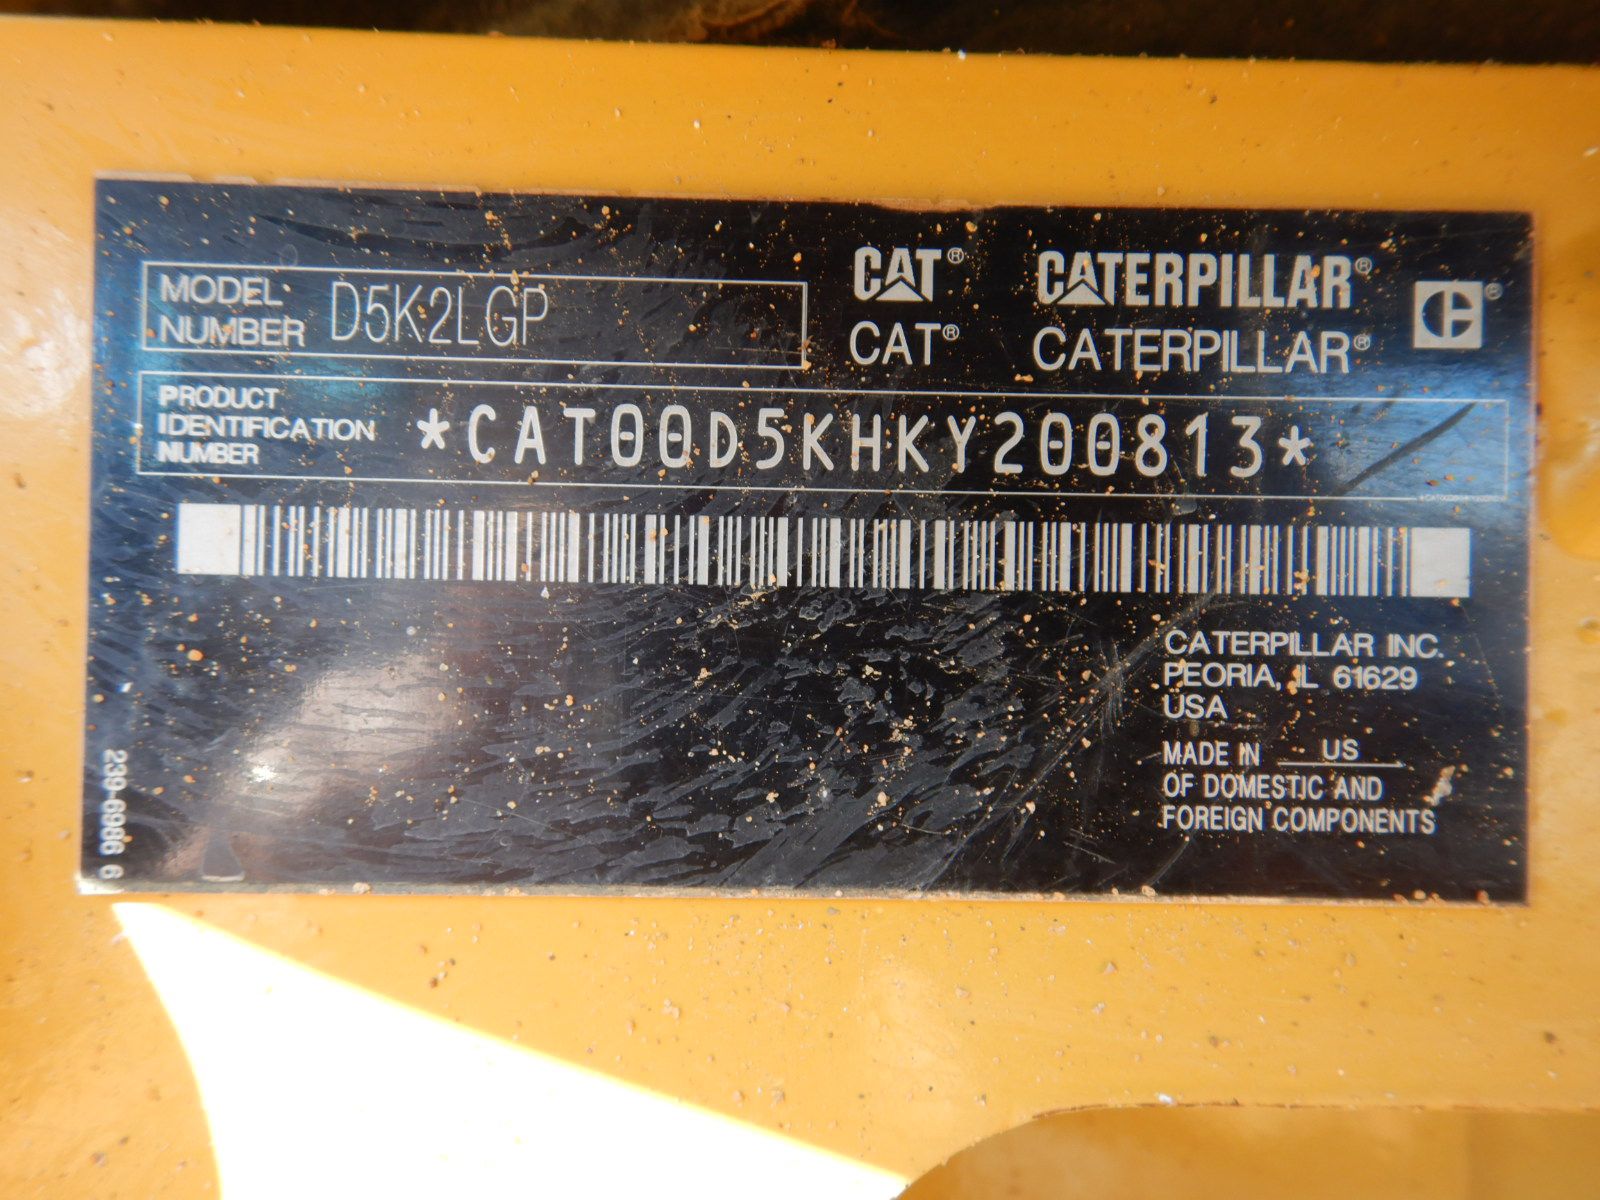 MODEL NUMBER D5K2LGP
CAT® CATERPILLAR®
CAT® CATERPILLAR® ®
PRODUCT IDENTIFICATION NUMBER *CAT00D5KHKY200813*
CATERPILLAR INC.
PEORIA, IL 61629
USA
MADE IN US
OF DOMESTIC AND
FOREIGN COMPONENTS
239-6986 6